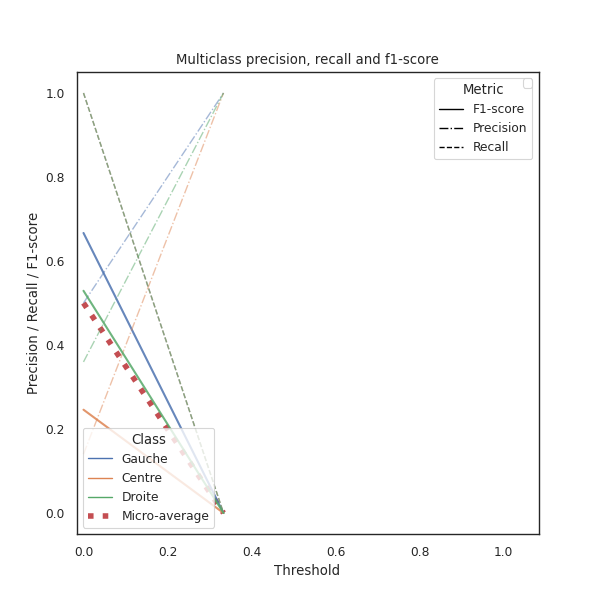 Multiclass precision, recall and f1-score
Metric
F1-score
Precision
Recall
Precision / Recall / F1-score
1.0
0.8
0.6
0.4
0.2
0.0
Class
Gauche
Centre
Droite
Micro-average
0.0 0.2 0.4 0.6 0.8 1.0
Threshold